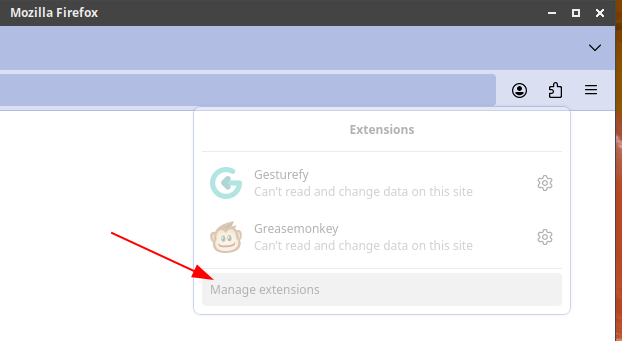 Mozilla Firefox
Extensions
Gesturefy
Can't read and change data on this site
Greasemonkey
Can't read and change data on this site
Manage extensions